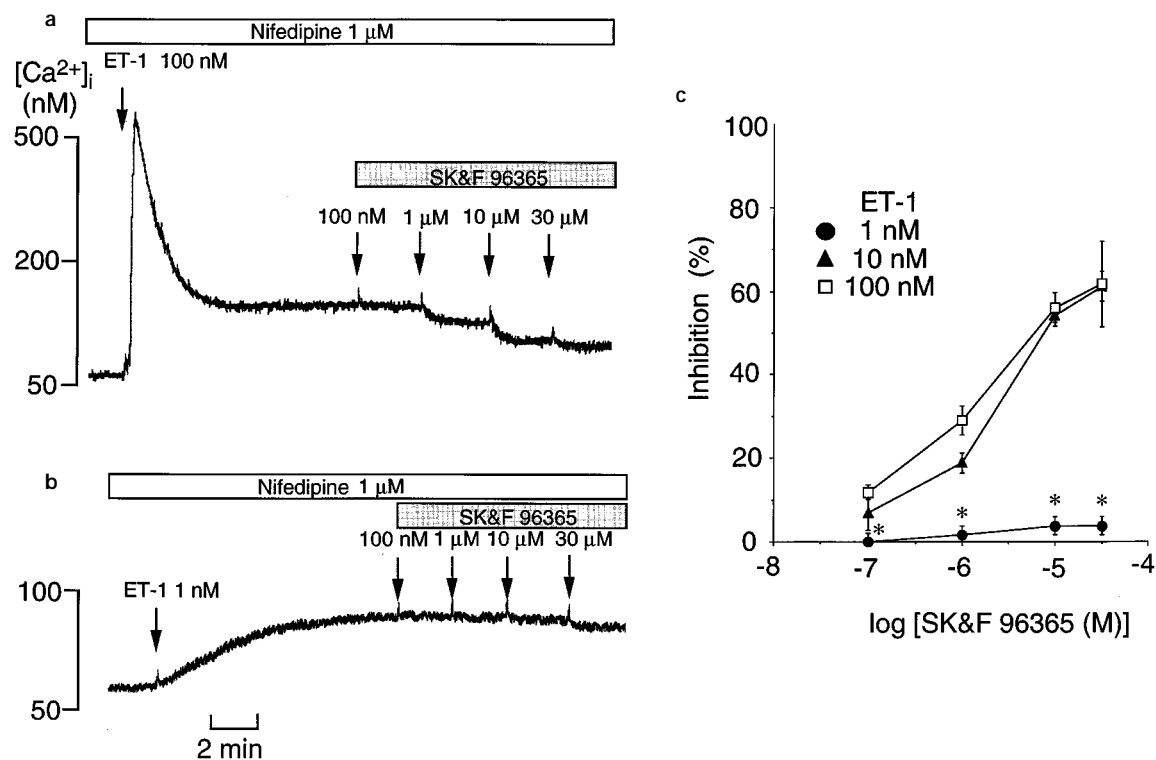 a
Nifedipine 1 μM
ET-1 100 nM
[Ca²⁺]i
(nM)
500
200
50
SK&F 96365
100 nM 1 μM 10 μM 30 μM
b
Nifedipine 1 μM
SK&F 96365
100 nM 1 μM 10 μM 30 μM
ET-1 1 nM
100
50
2 min
c
Inhibition (%)
100
80
60
40
20
0
ET-1
1 nM
10 nM
100 nM
* * * *
-8 -7 -6 -5 -4
log [SK&F 96365 (M)]